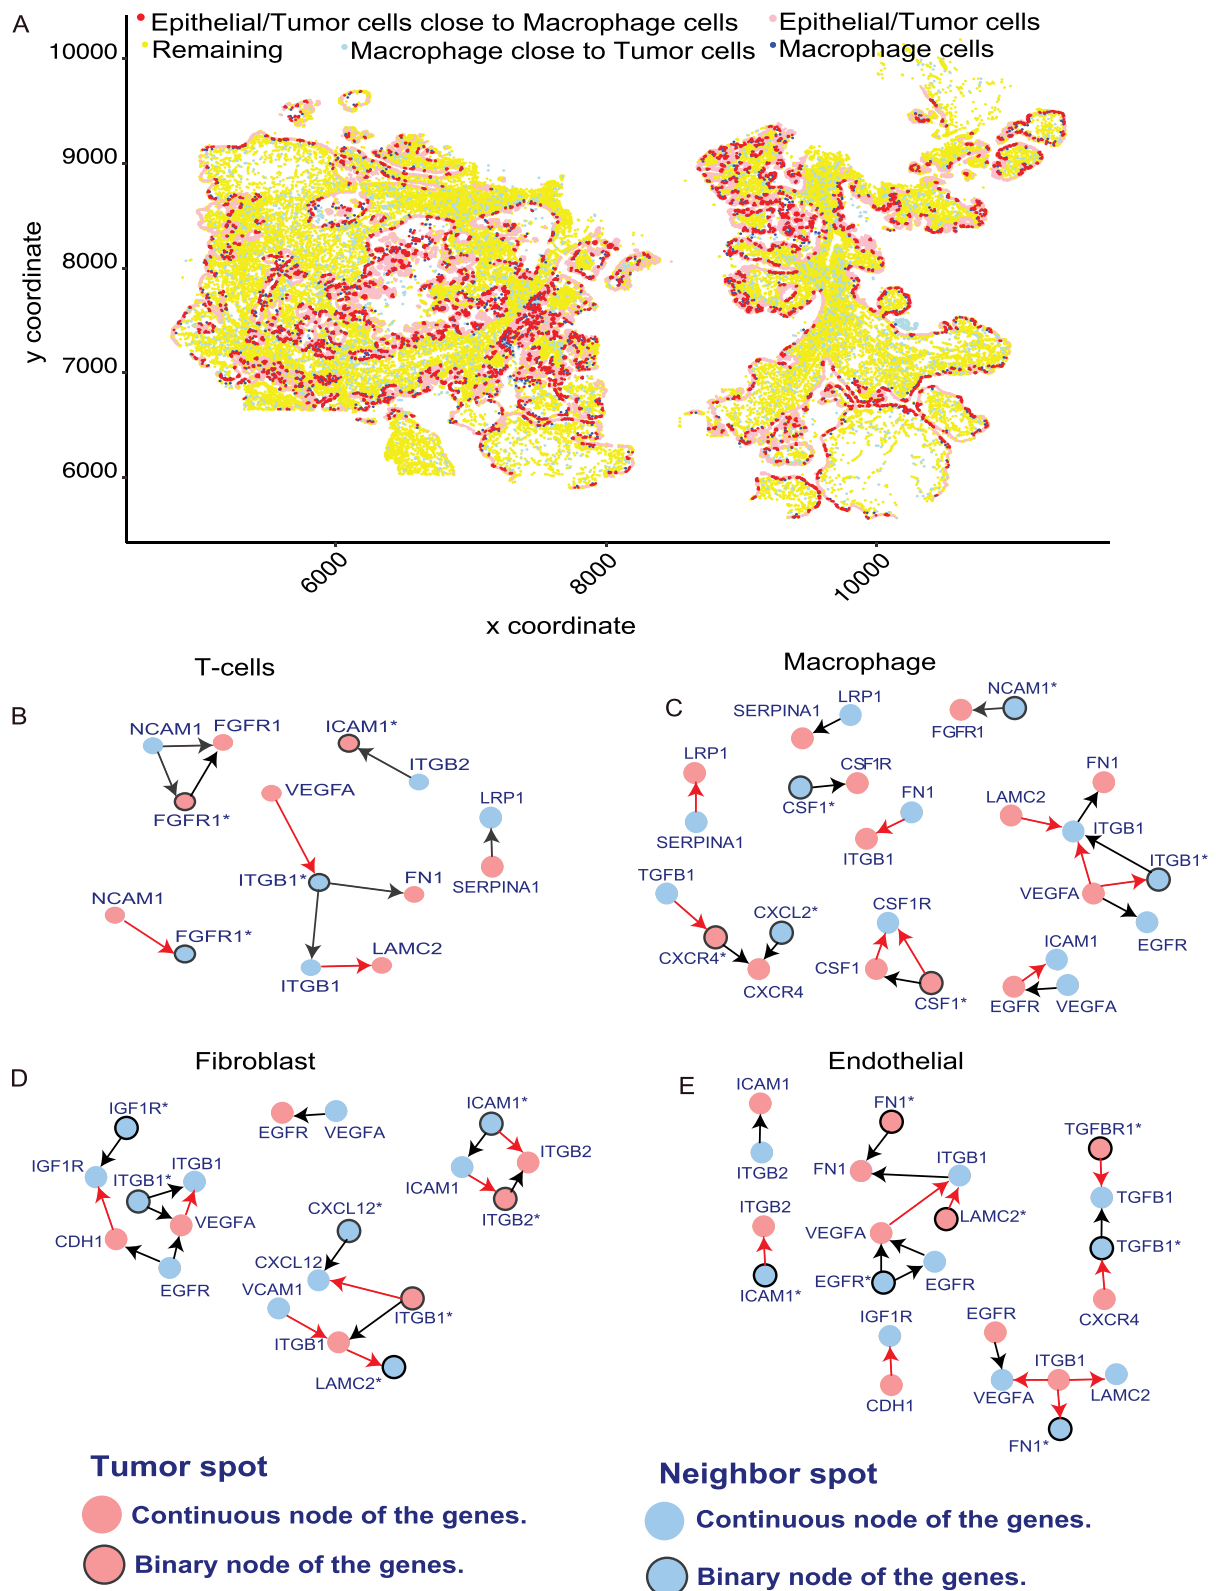 A
Epithelial/Tumor cells close to Macrophage cells
Epithelial/Tumor cells
Remaining
Macrophage close to Tumor cells
Macrophage cells
10000
9000
8000
7000
6000
y coordinate
6000
8000
10000
x coordinate
T-cells
B
NCAM1
FGFR1
FGFR1*
ICAM1*
ITGB2
VEGFA
LRP1
SERPINA1
ITGB1*
FN1
NCAM1
FGFR1*
LAMC2
ITGB1
Macrophage
C
SERPINA1
LRP1
NCAM1*
FGFR1
LRP1
SERPINA1
CSF1R
CSF1*
FN1
ITGB1
FN1
LAMC2
ITGB1
ITGB1*
VEGFA
EGFR
TGFB1
CXCL2*
CXCR4*
CXCR4
CSF1R
CSF1
CSF1*
ICAM1
EGFR
VEGFA
Fibroblast
D
IGF1R*
IGF1R
ITGB1
ITGB1*
VEGFA
CDH1
EGFR
EGFR
VEGFA
ICAM1*
ITGB2
ICAM1
ITGB2*
CXCL12*
CXCL12
VCAM1
ITGB1*
ITGB1
LAMC2*
Endothelial
E
ICAM1
ITGB2
FN1*
FN1
ITGB1
TGFBR1*
TGFB1
ITGB2
LAMC2*
VEGFA
TGFB1*
ICAM1*
EGFR*
EGFR
CXCR4
IGF1R
CDH1
EGFR
ITGB1
VEGFA
LAMC2
FN1*
Tumor spot
Continuous node of the genes.
Binary node of the genes.
Neighbor spot
Continuous node of the genes.
Binary node of the genes.